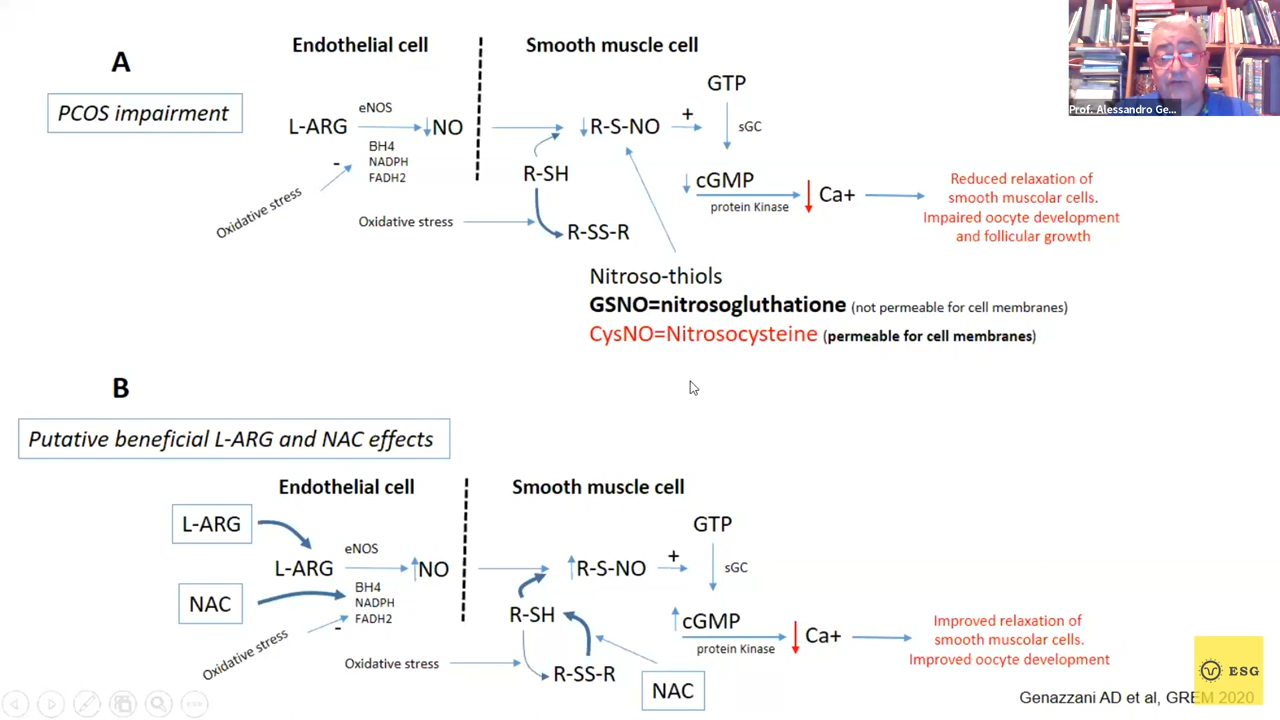 A
PCOS impairment
Endothelial cell
Smooth muscle cell
GTP
eNOS
L-ARG
NO
R-S-NO
+
sGC
BH4
NADPH
FADH2
-
Oxidative stress
R-SH
Oxidative stress
R-SS-R
cGMP
protein Kinase
Ca+
Reduced relaxation of
smooth muscular cells.
Impaired oocyte development
and follicular growth
Nitroso-thiols
GSNO=nitrosogluthatione (not permeable for cell membranes)
CysNO=Nitrosocysteine (permeable for cell membranes)
Prof. Alessandro Ge...
B
Putative beneficial L-ARG and NAC effects
Endothelial cell
Smooth muscle cell
L-ARG
GTP
eNOS
L-ARG
NO
R-S-NO
+
sGC
NAC
BH4
NADPH
FADH2
-
Oxidative stress
R-SH
Oxidative stress
R-SS-R
NAC
cGMP
protein Kinase
Ca+
Improved relaxation of
smooth muscular cells.
Improved oocyte development
ESG
Genazzani AD et al, GREM 2020